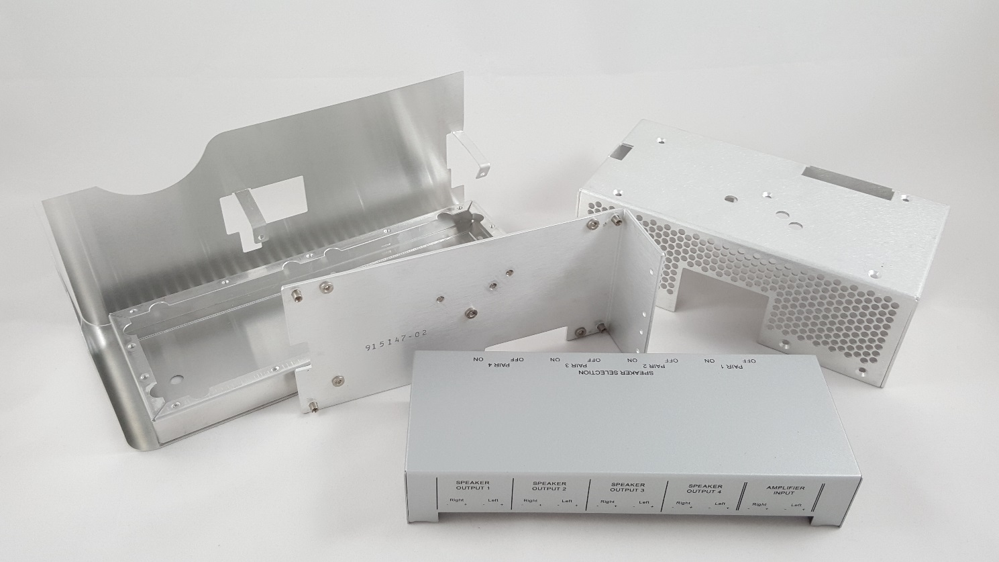 915147-02
SPEAKER SELECTION
PAIR 1
OFF ON
PAIR 2
OFF ON
PAIR 3
OFF ON
PAIR 4
OFF ON
SPEAKER
OUTPUT 1
Right Left
- + - +
SPEAKER
OUTPUT 2
Right Left
- + - +
SPEAKER
OUTPUT 3
Right Left
- + - +
SPEAKER
OUTPUT 4
Right Left
- + - +
AMPLIFIER
INPUT
Right Left
- + - +